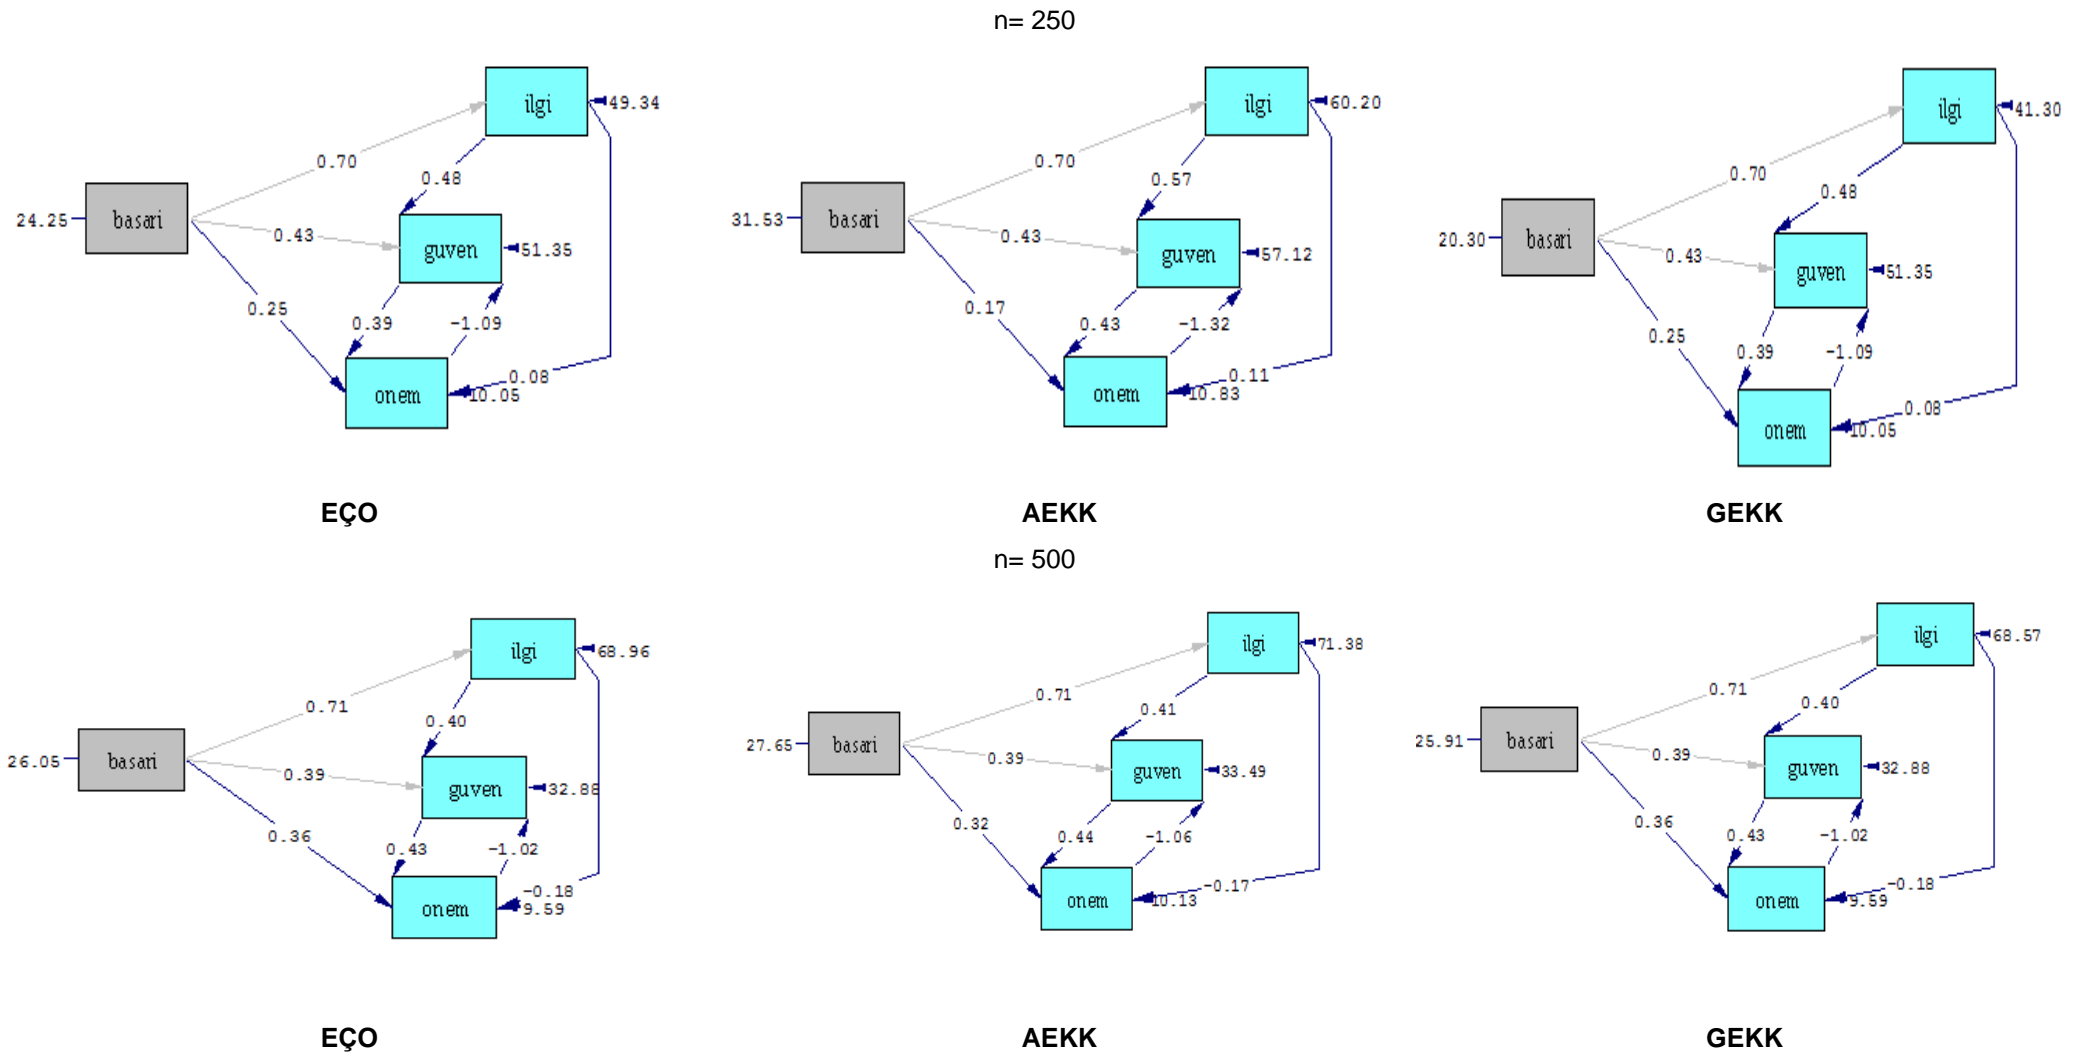 n= 250
ilgi
49.34
0.70
0.48
24.25
basari
0.43
guven
51.35
0.25
0.39
-1.09
0.08
onem
10.05
EÇO
ilgi
60.20
0.70
0.57
31.53
basari
0.43
guven
57.12
0.17
0.43
-1.32
0.11
onem
10.83
AEKK
ilgi
41.30
0.70
0.48
20.30
basari
0.43
guven
51.35
0.25
0.39
-1.09
0.08
onem
10.05
GEKK
n= 500
ilgi
68.96
0.71
0.40
26.05
basari
0.39
guven
32.88
0.36
0.43
-1.02
-0.18
onem
9.59
EÇO
ilgi
71.38
0.71
0.41
27.65
basari
0.39
guven
33.49
0.32
0.44
-1.06
-0.17
onem
10.13
AEKK
ilgi
68.57
0.71
0.40
25.91
basari
0.39
guven
32.88
0.36
0.43
-1.02
-0.18
onem
9.59
GEKK